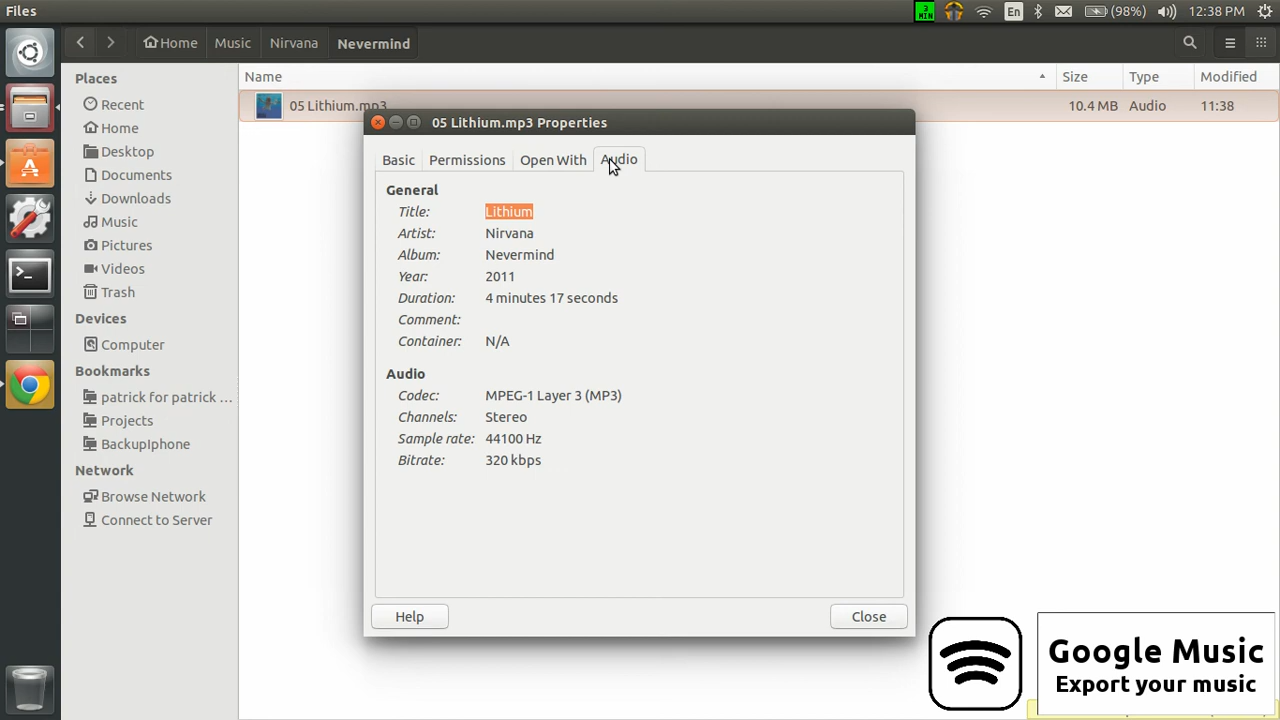 Files
3 MIN
En
(98%)
12:38 PM
Home
Music
Nirvana
Nevermind
Places
Recent
Home
Desktop
Documents
Downloads
Music
Pictures
Videos
Trash
Devices
Computer
Bookmarks
patrick for patrick ...
Projects
BackupIphone
Network
Browse Network
Connect to Server
Name Size Type Modified
05 Lithium.mp3 10.4 MB Audio 11:38
05 Lithium.mp3 Properties
Basic Permissions Open With Audio
General
Title: Lithium
Artist: Nirvana
Album: Nevermind
Year: 2011
Duration: 4 minutes 17 seconds
Comment:
Container: N/A
Audio
Codec: MPEG-1 Layer 3 (MP3)
Channels: Stereo
Sample rate: 44100 Hz
Bitrate: 320 kbps
Help Close
Google Music
Export your music